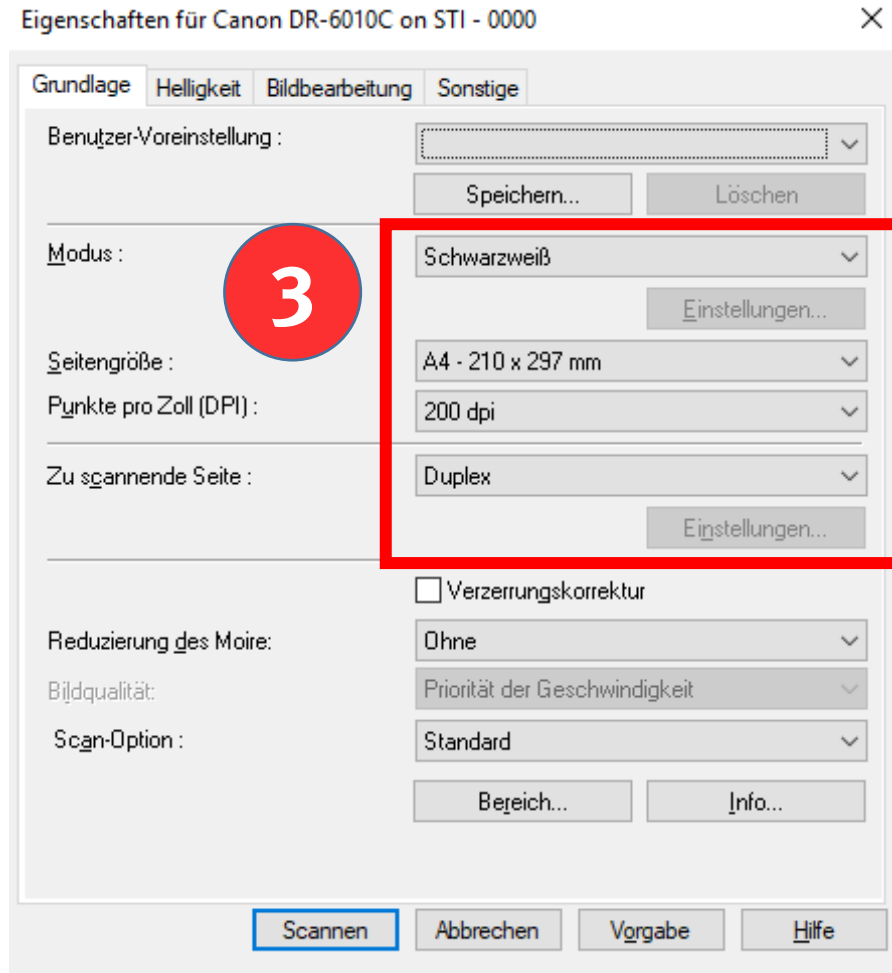 Eigenschaften für Canon DR-6010C on STI - 0000
Grundlage Helligkeit Bildbearbeitung Sonstige
Benutzer-Voreinstellung :
Speichern... Löschen
3
Modus : Schwarzweiß
Einstellungen...
Seitengröße : A4 - 210 x 297 mm
Punkte pro Zoll (DPI) : 200 dpi
Zu scannende Seite : Duplex
Einstellungen...
Verzerrungskorrektur
Reduzierung des Moire: Ohne
Bildqualität: Priorität der Geschwindigkeit
Scan-Option : Standard
Bereich... Info...
Scannen Abbrechen Vorgabe Hilfe